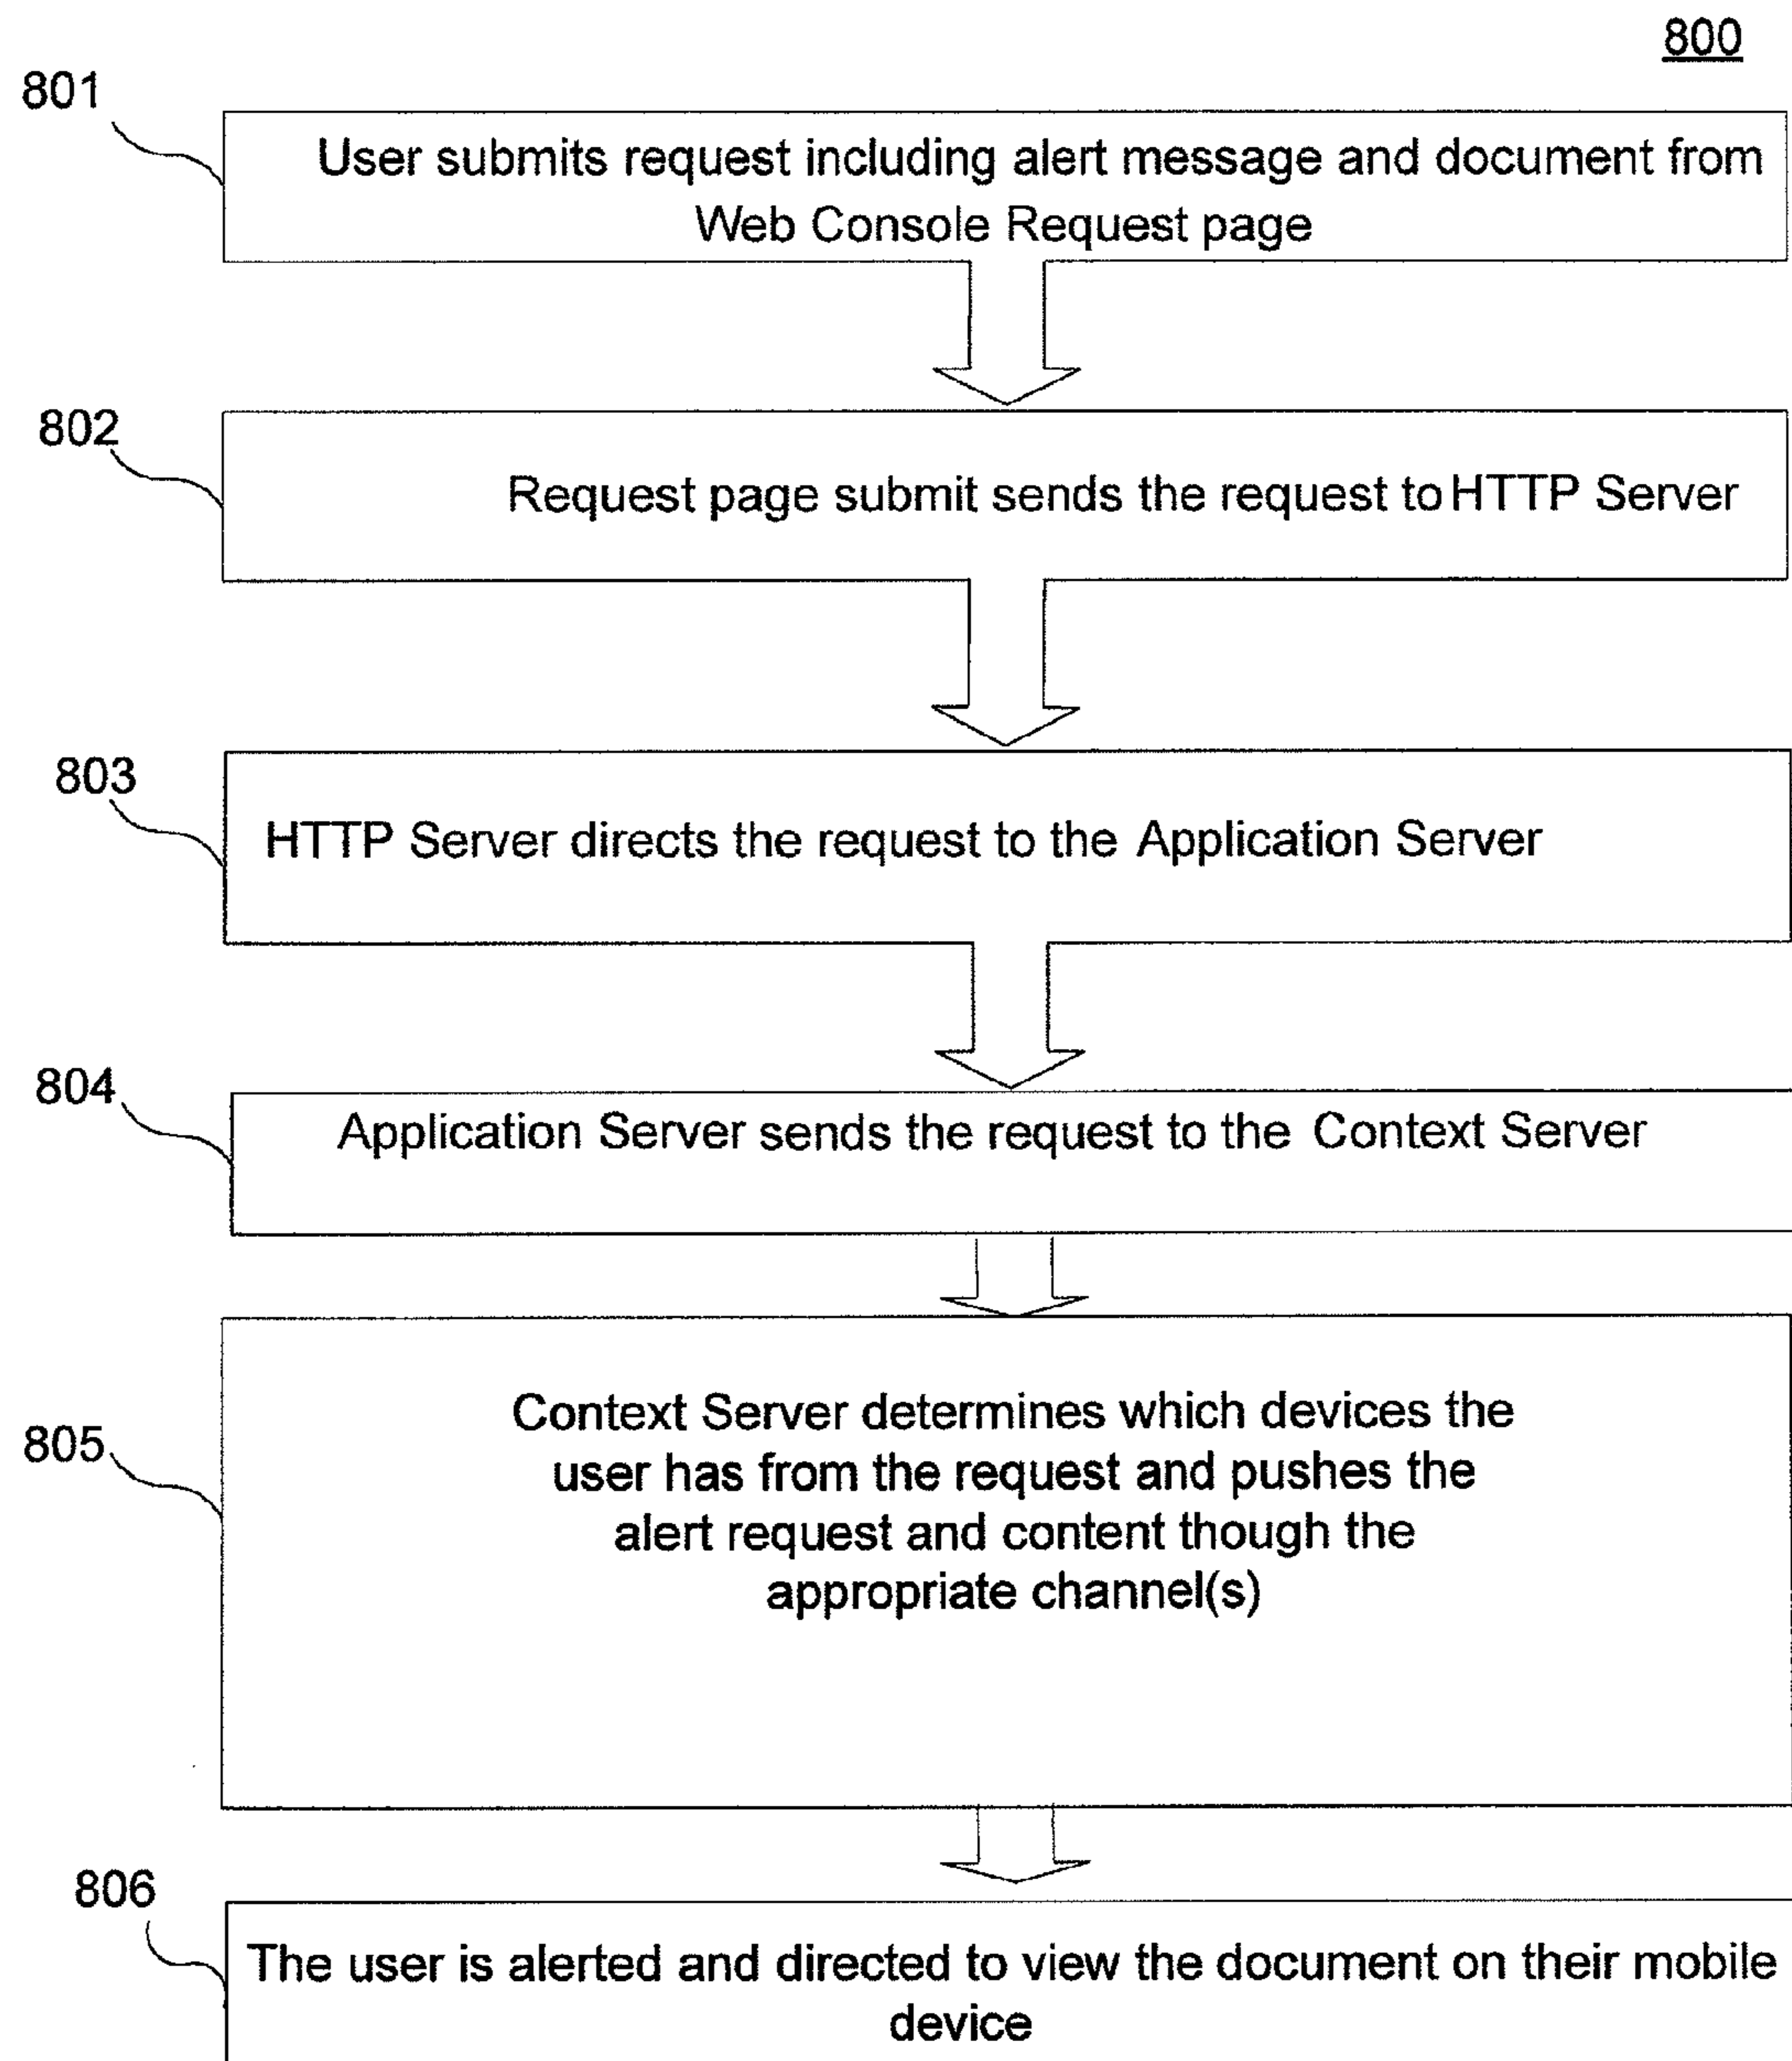 800
801
User submits request including alert message and document from
Web Console Request page
802
Request page submit sends the request to HTTP Server
803
HTTP Server directs the request to the Application Server
804
Application Server sends the request to the Context Server
805
Context Server determines which devices the
user has from the request and pushes the
alert request and content though the
appropriate channel(s)
806
The user is alerted and directed to view the document on their mobile
device